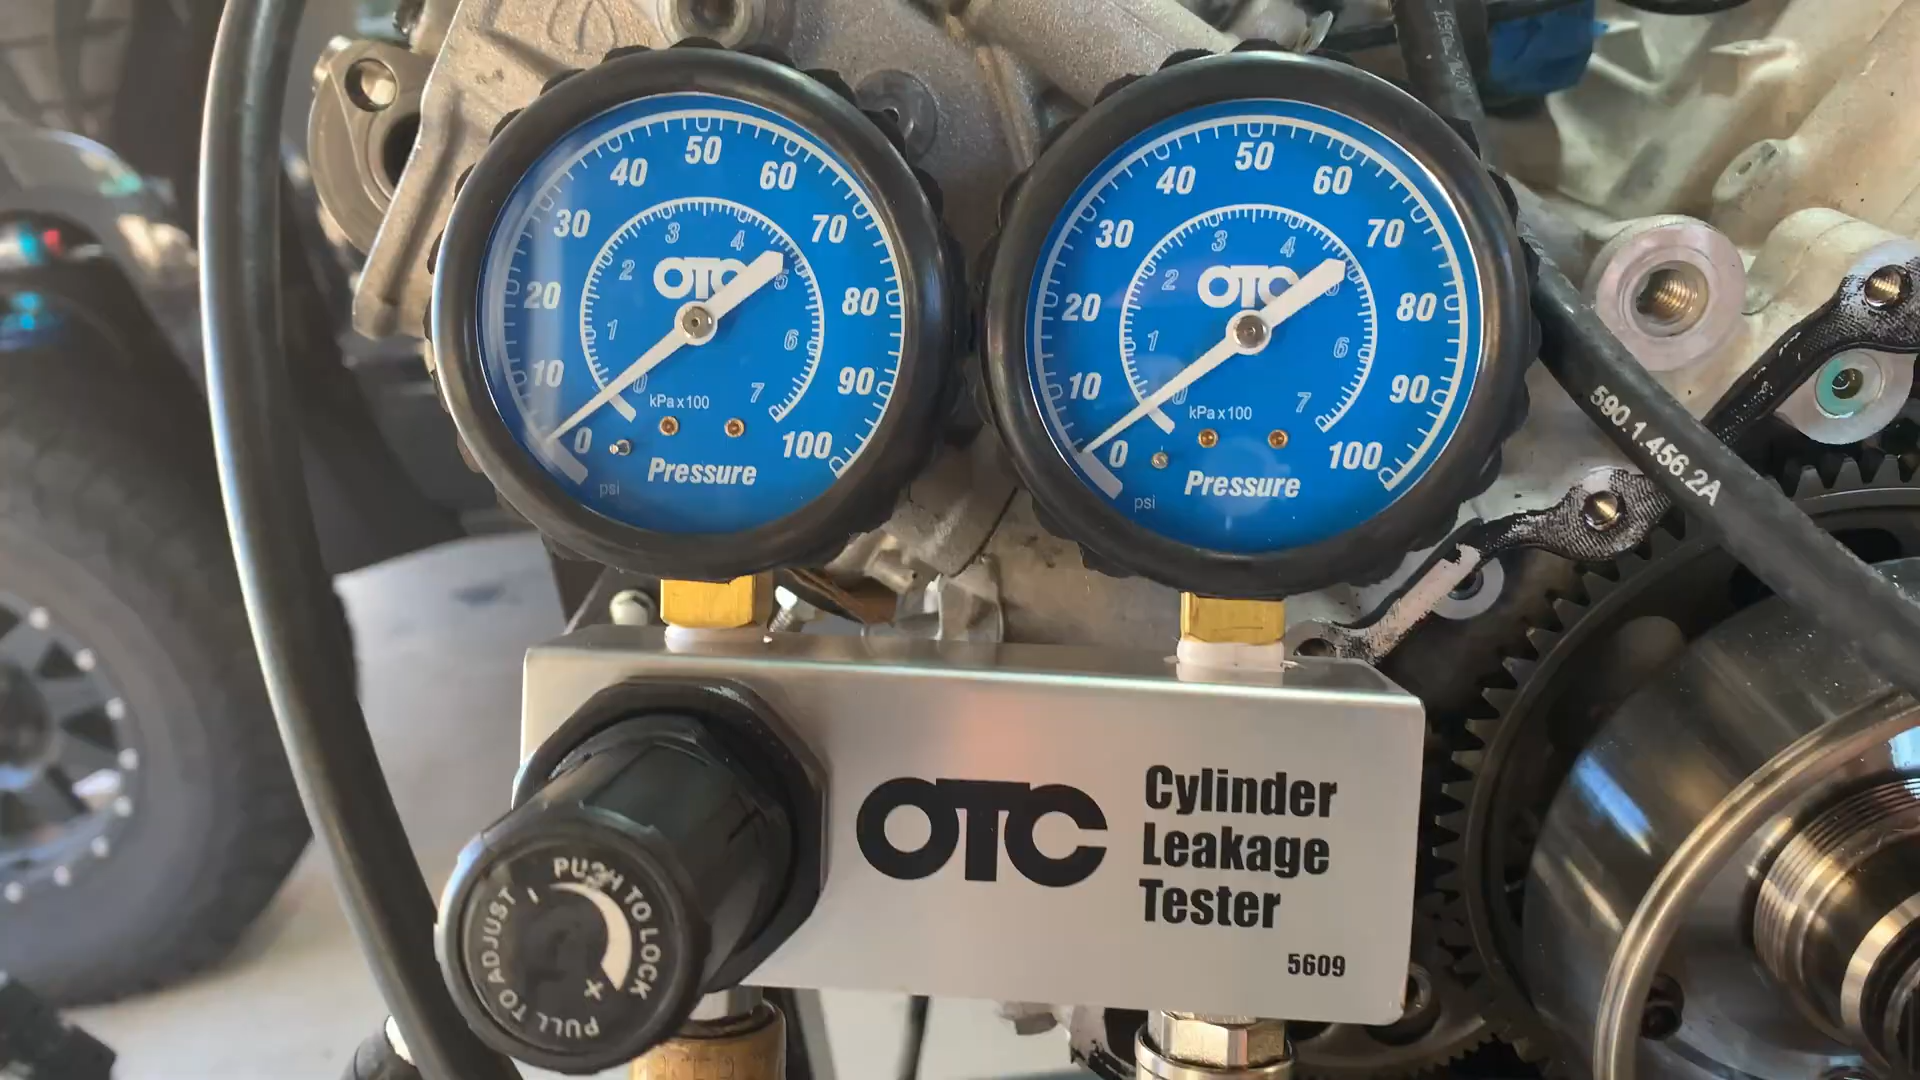 0 10 20 30 40 50 60 70 80 90 100
0 1 2 3 4 5 6 7
OTC
kPa x 100
Pressure
psi
0 10 20 30 40 50 60 70 80 90 100
0 1 2 3 4 5 6 7
OTC
kPa x 100
Pressure
psi
590.1.456.2A
OTC
Cylinder
Leakage
Tester
5609
PULL TO ADJUST
PUSH TO LOCK